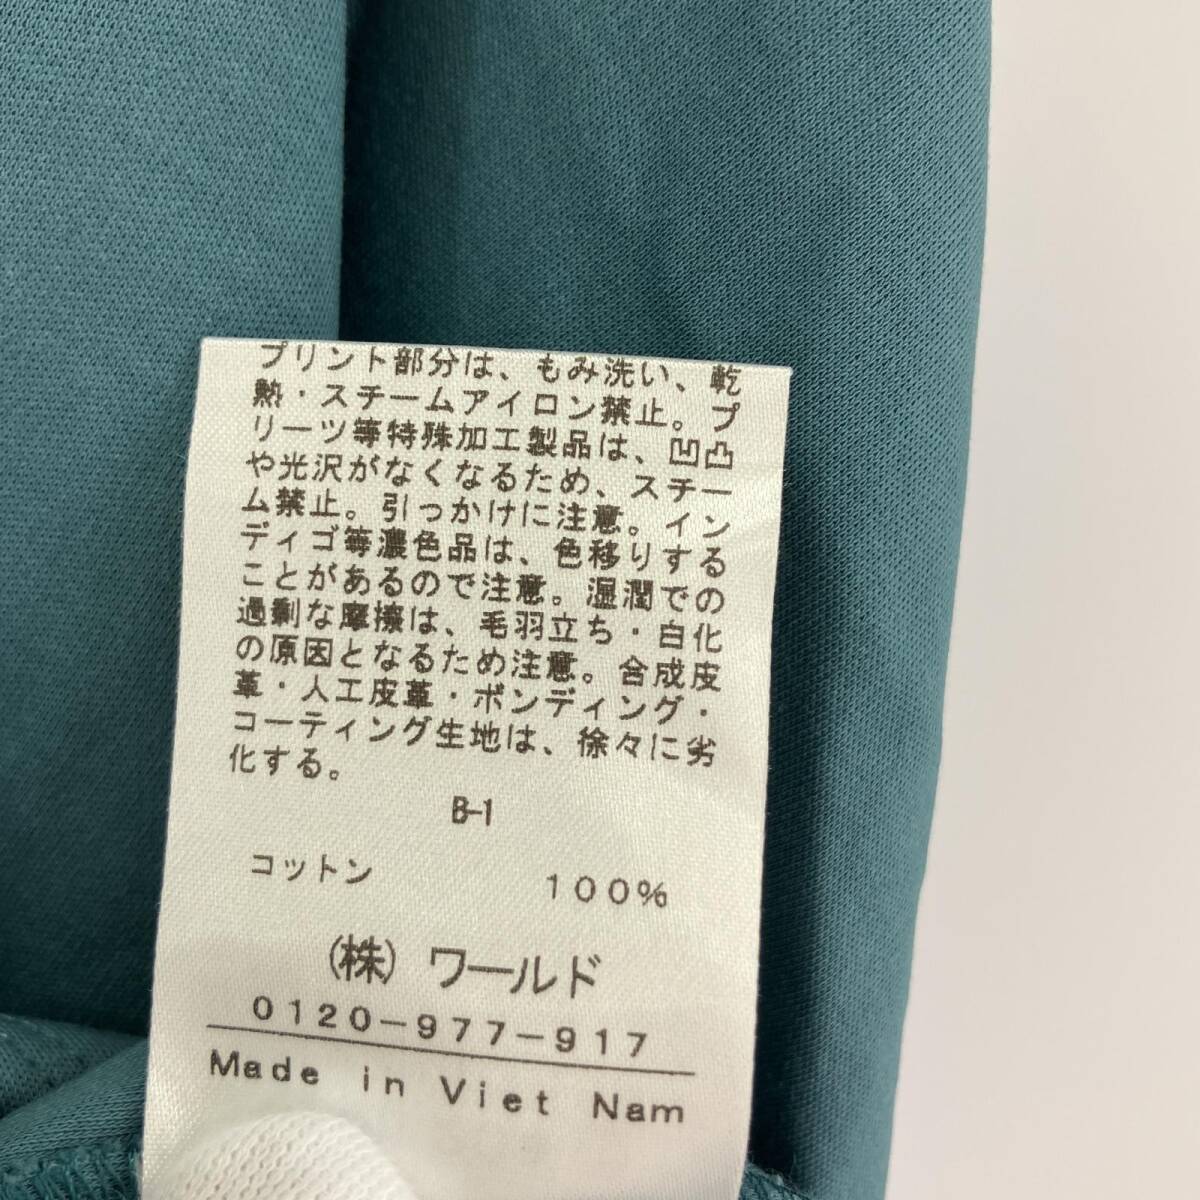 プリント部分は、もみ洗い、乾
熱・スチームアイロン禁止。プ
リーツ等特殊加工製品は、凹凸
や光沢がなくなるため、スチー
ム禁止。引っかけに注意。イン
ディゴ等濃色品は、色移りする
ことがあるので注意。湿潤での
過剰な摩擦は、毛羽立ち・白化
の原因となるため注意。合成皮
革・人工皮革・ボンディング・
コーティング生地は、徐々に劣
化する。
B-1
コットン 100%
(株) ワールド
0120-977-917
Made in Viet Nam